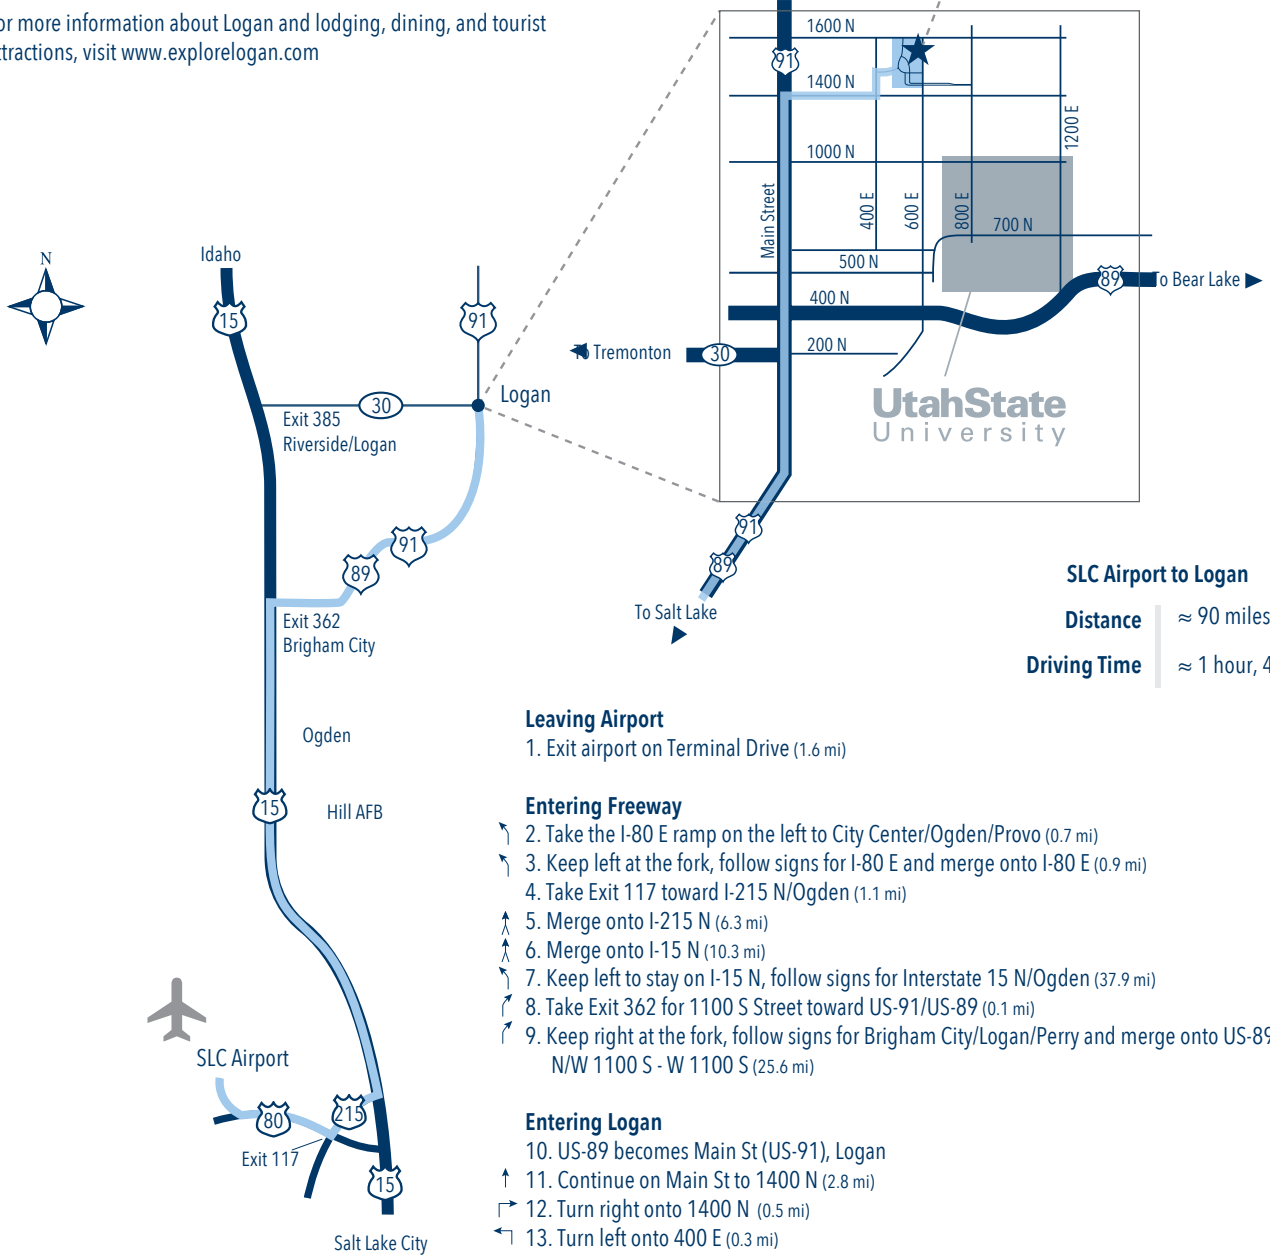 or more information about Logan and lodging, dining, and tourist
ttractions, visit www.explorelogan.com
1600 N
91
1400 N
1200 E
1000 N
Main Street
400 E
600 E
800 E
700 N
500 N
89
To Bear Lake
400 N
200 N
To Tremonton
30
UtahState
University
91
89
To Salt Lake
N
Idaho
15
91
Logan
30
Exit 385
Riverside/Logan
91
89
Exit 362
Brigham City
Ogden
15
Hill AFB
SLC Airport
80
215
Exit 117
15
Salt Lake City
SLC Airport to Logan
Distance ≈ 90 miles
Driving Time ≈ 1 hour, 4
Leaving Airport
1. Exit airport on Terminal Drive (1.6 mi)
Entering Freeway
2. Take the I-80 E ramp on the left to City Center/Ogden/Provo (0.7 mi)
3. Keep left at the fork, follow signs for I-80 E and merge onto I-80 E (0.9 mi)
4. Take Exit 117 toward I-215 N/Ogden (1.1 mi)
5. Merge onto I-215 N (6.3 mi)
6. Merge onto I-15 N (10.3 mi)
7. Keep left to stay on I-15 N, follow signs for Interstate 15 N/Ogden (37.9 mi)
8. Take Exit 362 for 1100 S Street toward US-91/US-89 (0.1 mi)
9. Keep right at the fork, follow signs for Brigham City/Logan/Perry and merge onto US-89
N/W 1100 S - W 1100 S (25.6 mi)
Entering Logan
10. US-89 becomes Main St (US-91), Logan
11. Continue on Main St to 1400 N (2.8 mi)
12. Turn right onto 1400 N (0.5 mi)
13. Turn left onto 400 E (0.3 mi)